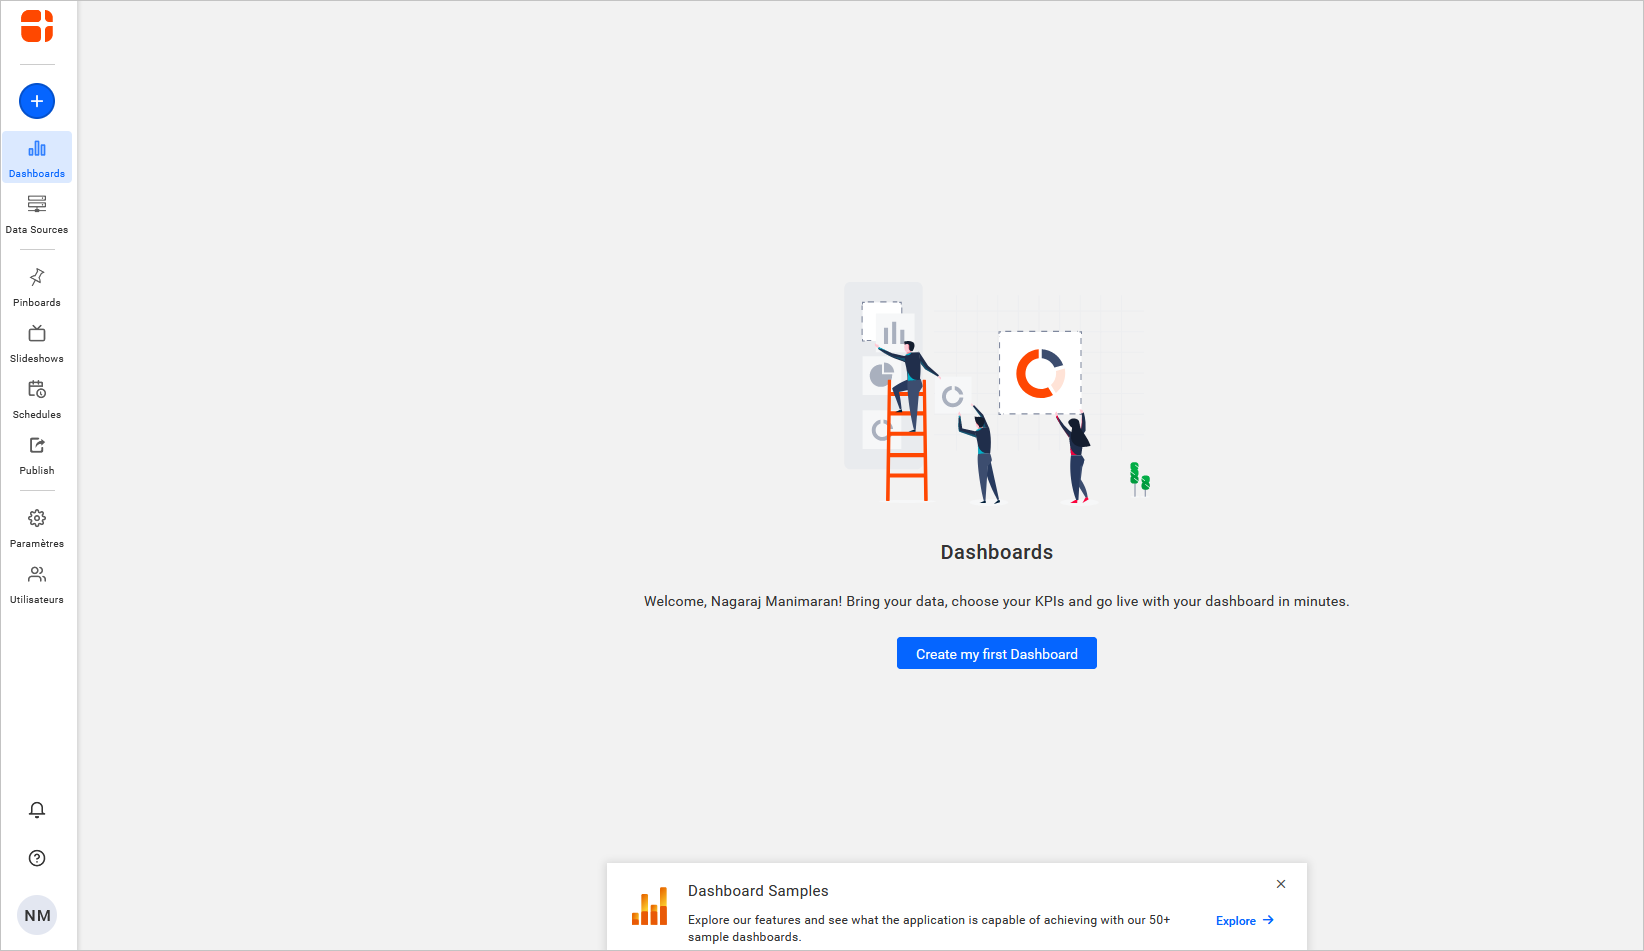 Dashboards
Data Sources
Pinboards
Slideshows
Schedules
Publish
Paramètres
Utilisateurs
NM
Dashboards
Welcome, Nagaraj Manimaran! Bring your data, choose your KPIs and go live with your dashboard in minutes.
Create my first Dashboard
Dashboard Samples
Explore our features and see what the application is capable of achieving with our 50+
sample dashboards.
Explore